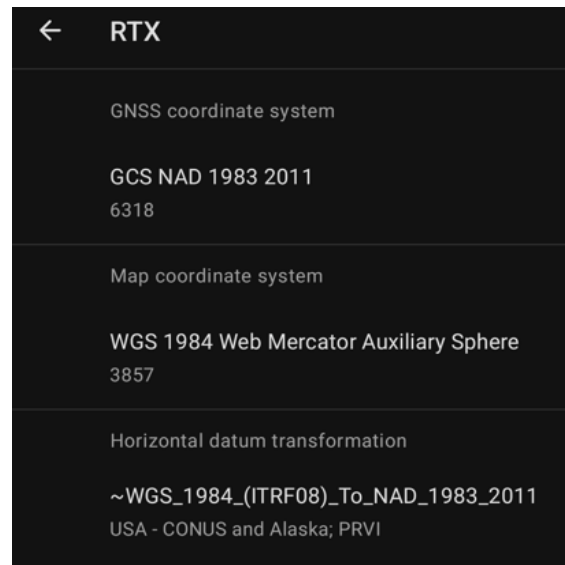 RTX
GNSS coordinate system
GCS NAD 1983 2011
6318
Map coordinate system
WGS 1984 Web Mercator Auxiliary Sphere
3857
Horizontal datum transformation
~WGS_1984_(ITRF08)_To_NAD_1983_2011
USA - CONUS and Alaska; PRVI